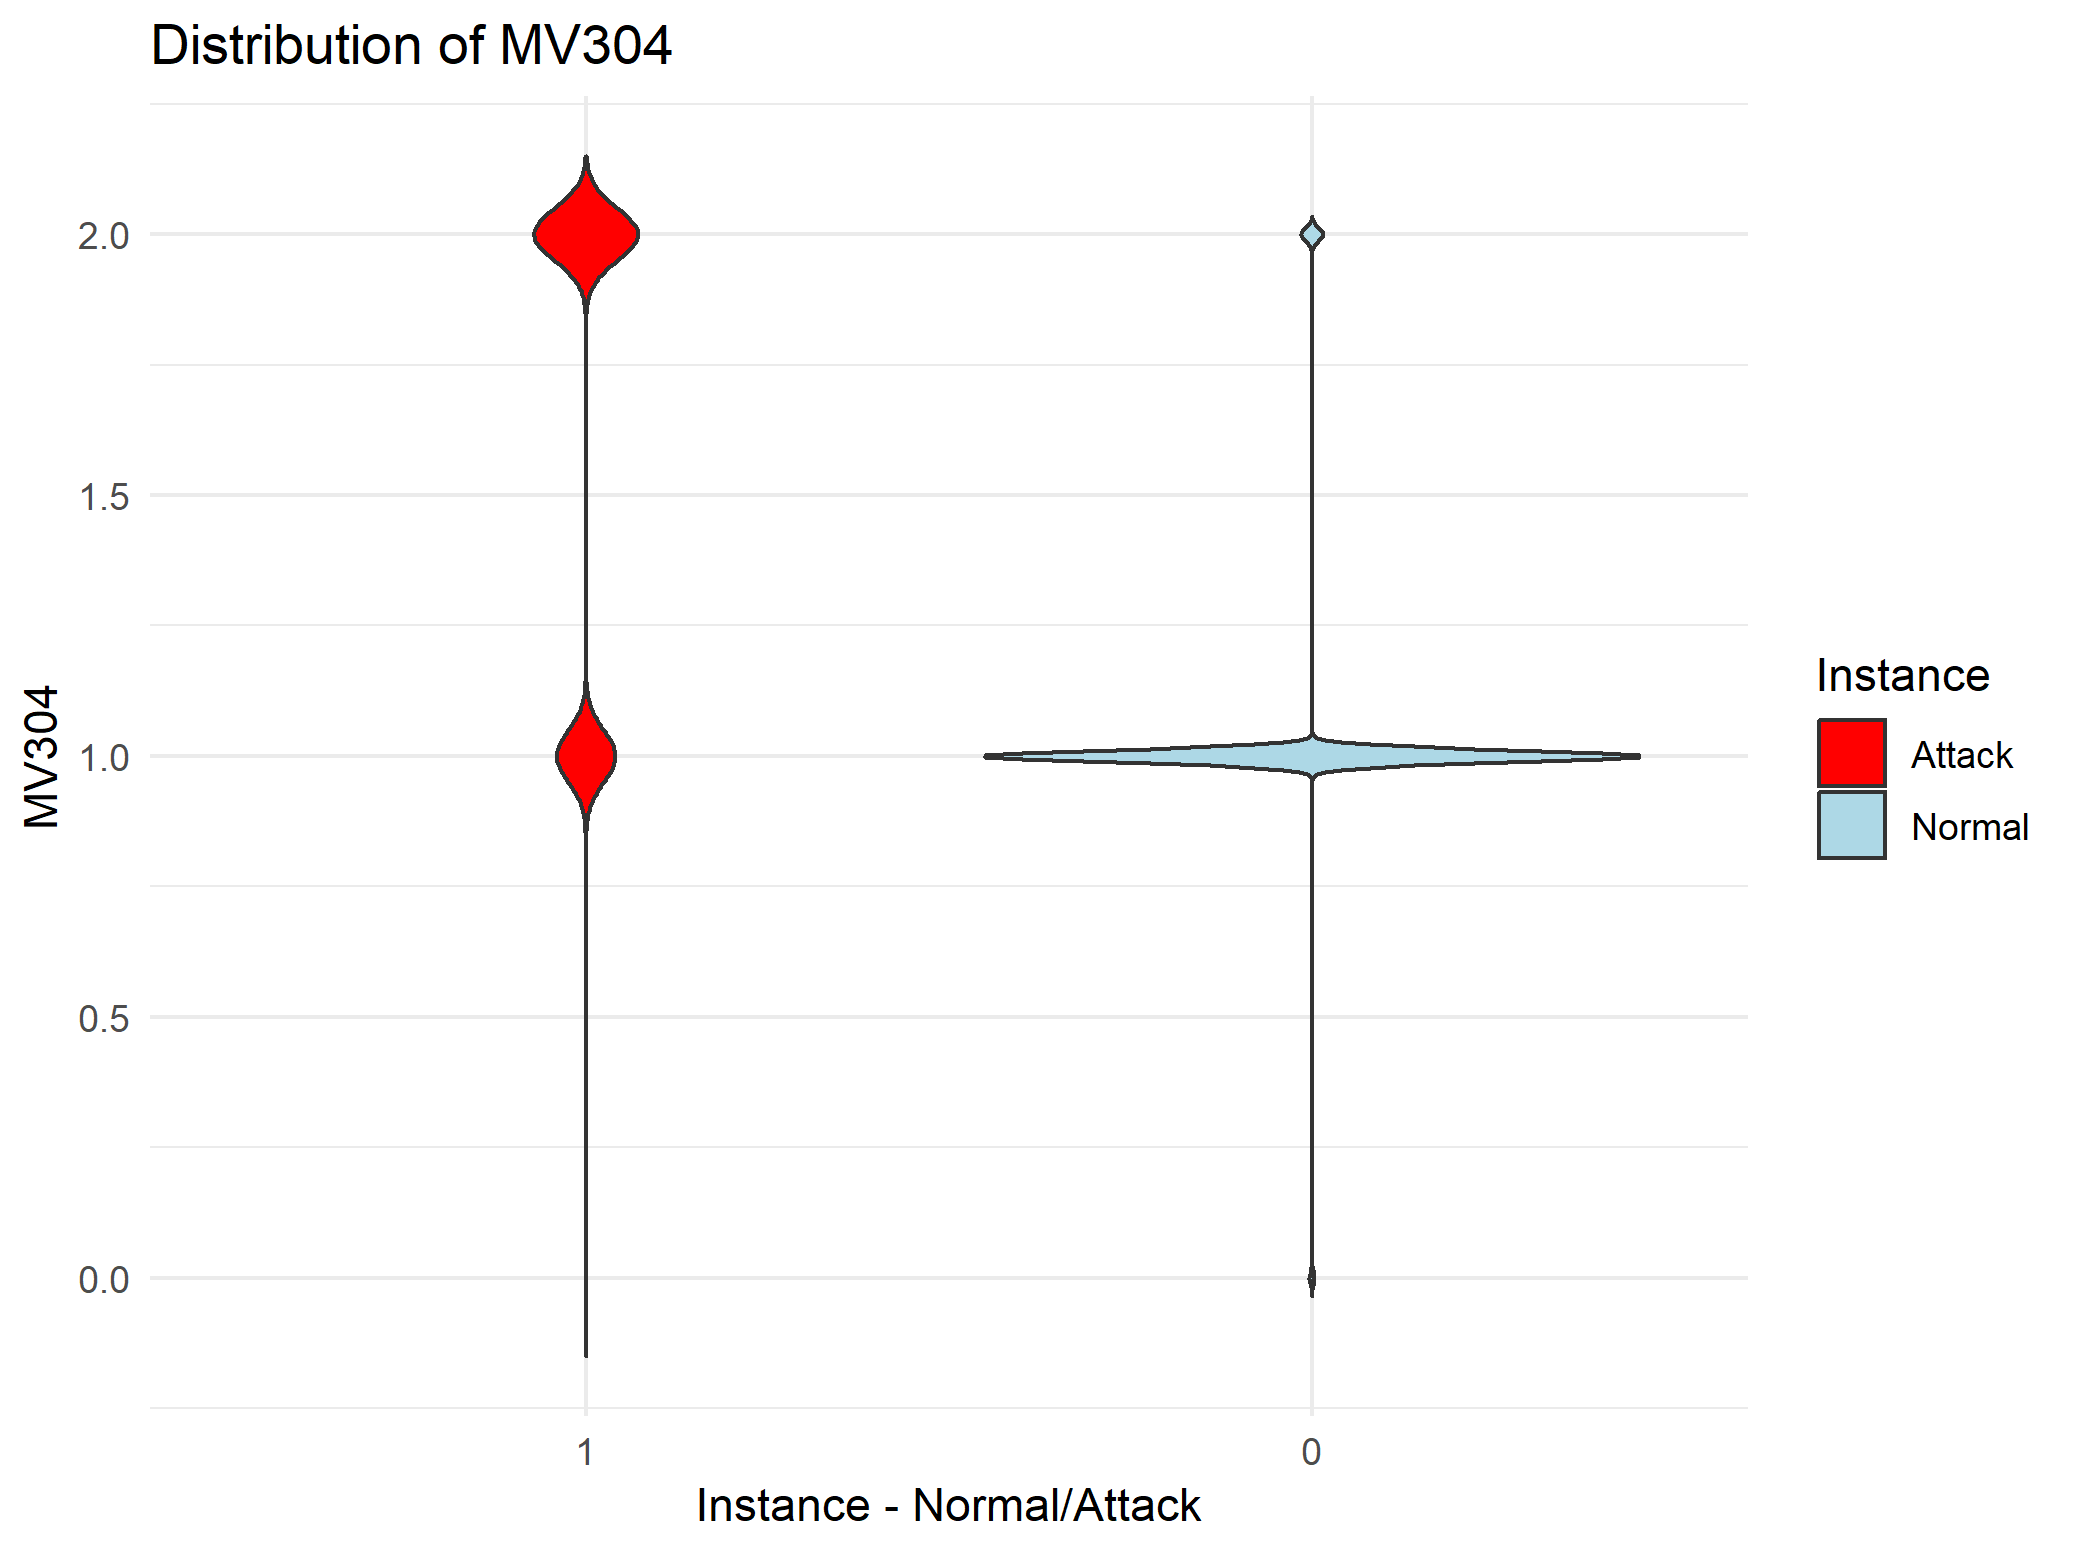 Distribution of MV304
2.0
1.5
1.0
0.5
0.0
MV304
1
0
Instance - Normal/Attack
Instance
Attack
Normal